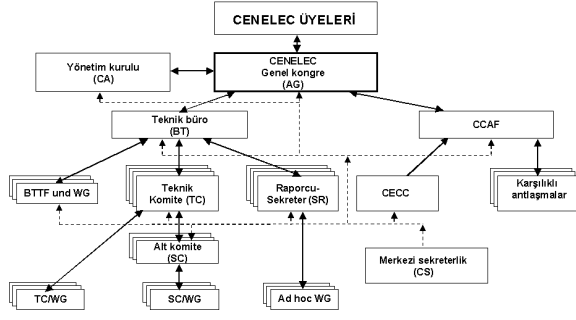 CENELEC ÜYELERİ
CENELEC
Genel kongre
(AG)
Yönetim kurulu
(CA)
Teknik büro
(BT)
CCAF
BTTF und WG
Teknik
Komite (TC)
Raporcu-
Sekreter (SR)
CECC
Karşılıklı
antlaşmalar
Alt komite
(SC)
Merkezi sekreterlik
(CS)
TC/WG
SC/WG
Ad hoc WG